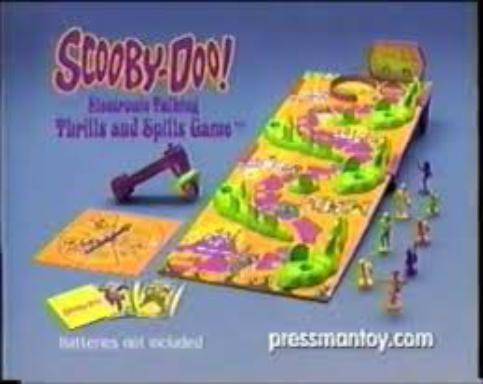 SCOOBY-DOO!
Electronic Talking
Thrills and Spills Game™
Batteries not included
pressmantoy.com